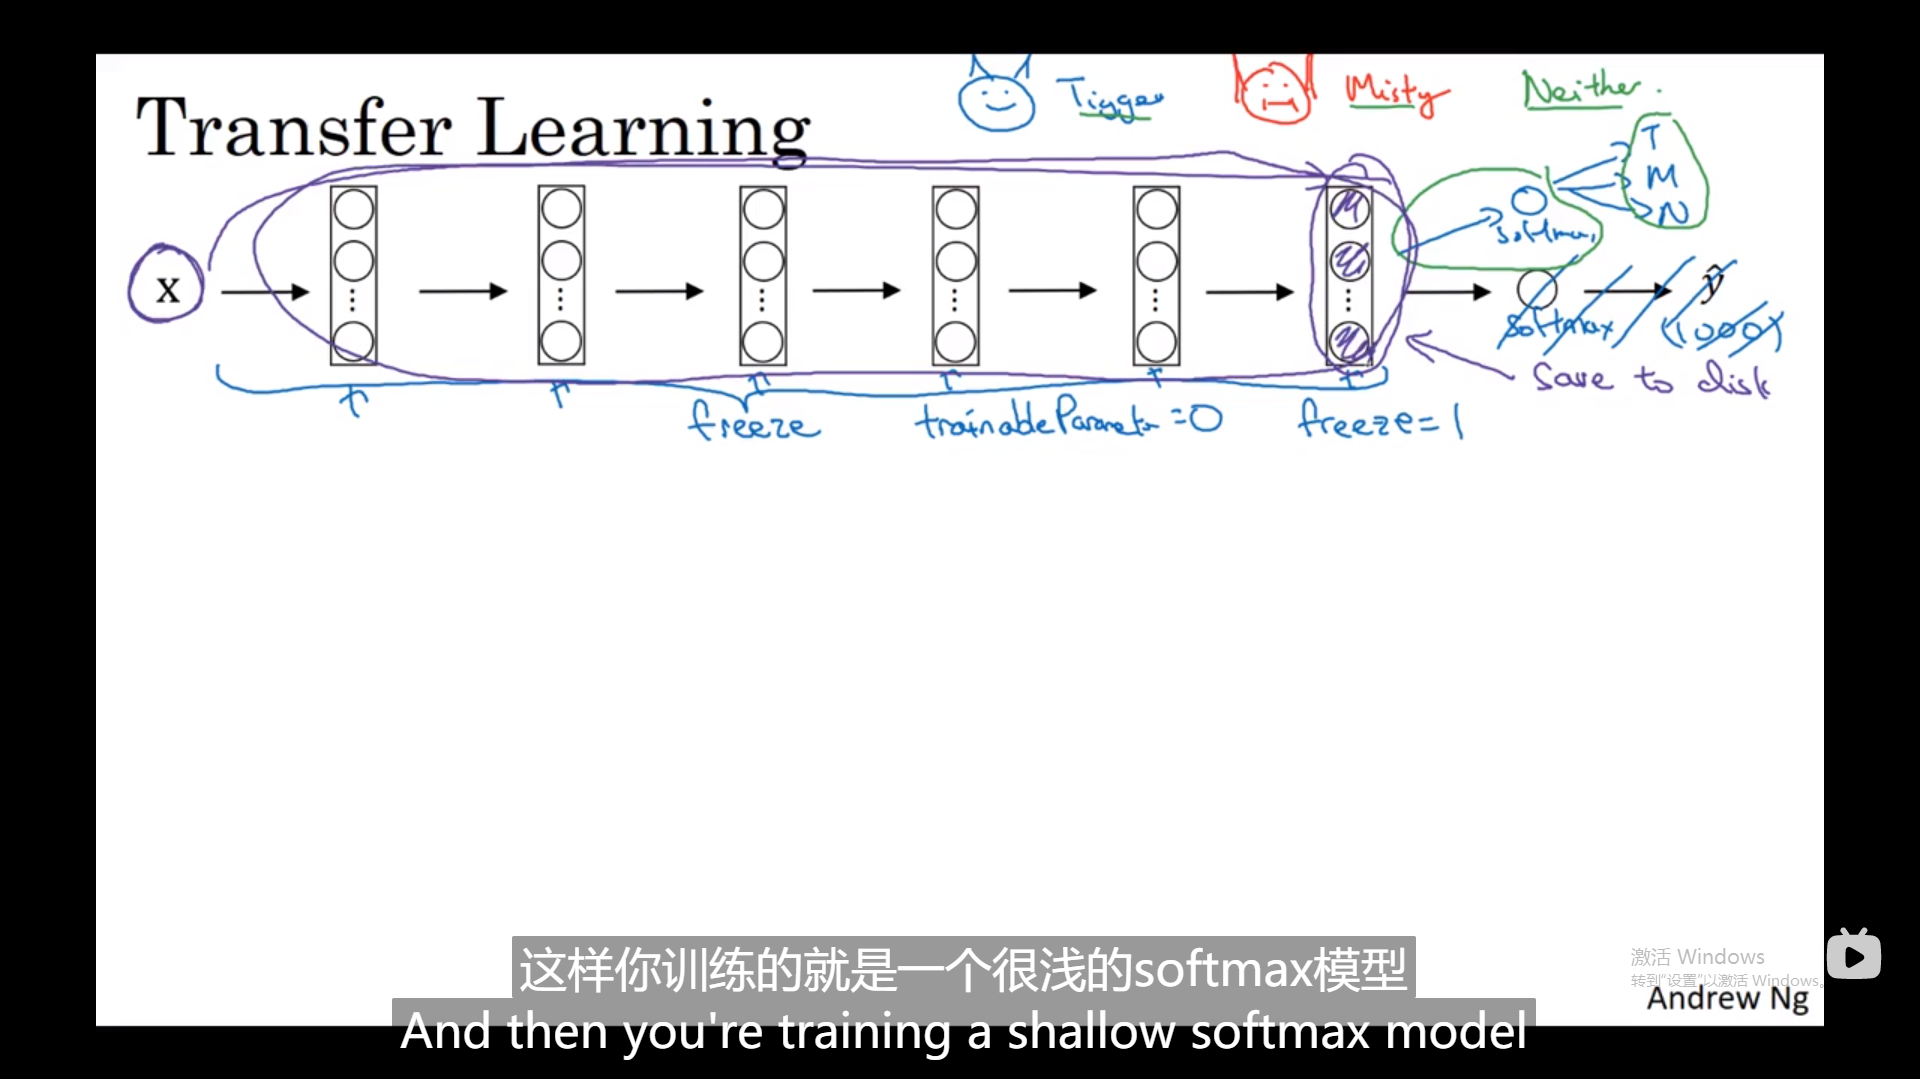 Tigger Misty Neither.
Transfer Learning
T
M
N
softmax
x
ŷ
softmax (1000)
Save to disk
freeze trainableParameter=0 freeze=1
这样你训练的就是一个很浅的softmax模型
激活 Windows
转到“设置”以激活 Windows。
Andrew Ng
And then you're training a shallow softmax model